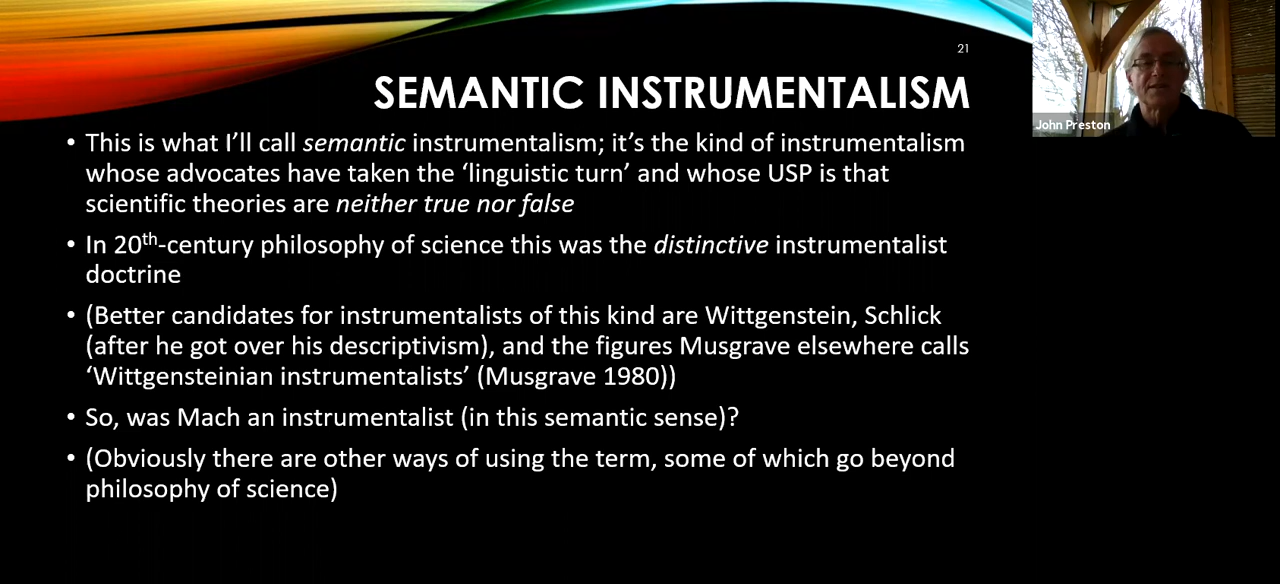 21
SEMANTIC INSTRUMENTALISM
John Preston
• This is what I'll call semantic instrumentalism; it's the kind of instrumentalism
whose advocates have taken the 'linguistic turn' and whose USP is that
scientific theories are neither true nor false
• In 20th-century philosophy of science this was the distinctive instrumentalist
doctrine
• (Better candidates for instrumentalists of this kind are Wittgenstein, Schlick
(after he got over his descriptivism), and the figures Musgrave elsewhere calls
'Wittgensteinian instrumentalists' (Musgrave 1980))
• So, was Mach an instrumentalist (in this semantic sense)?
• (Obviously there are other ways of using the term, some of which go beyond
philosophy of science)